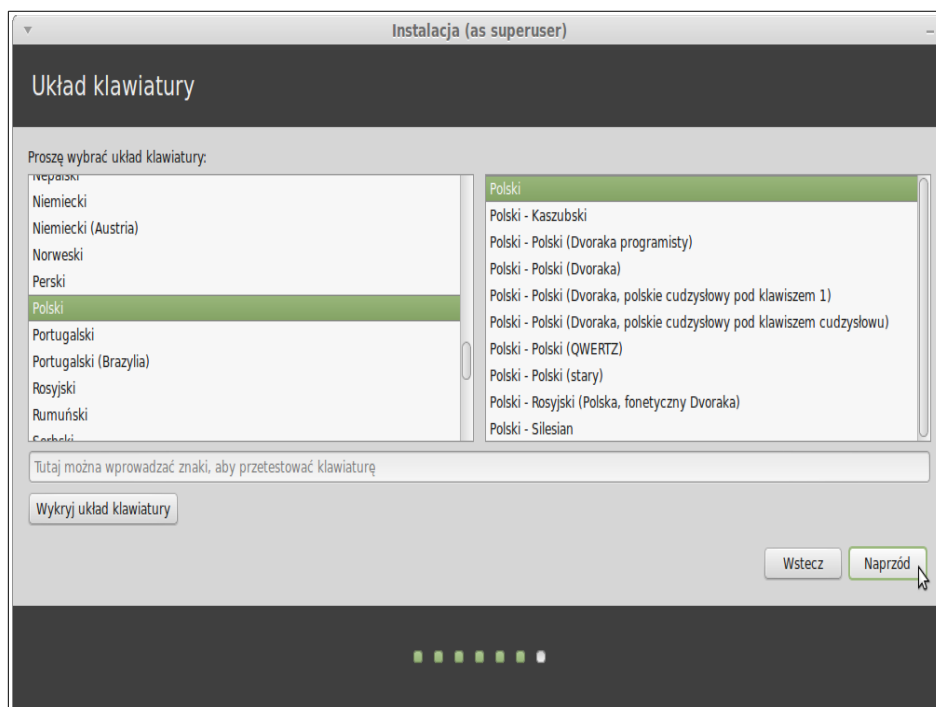 Instalacja (as superuser)
Układ klawiatury
Proszę wybrać układ klawiatury:
Nepalski
Niemiecki
Niemiecki (Austria)
Norweski
Perski
Polski
Portugalski
Portugalski (Brazylia)
Rosyjski
Rumuński
Serbski
Polski
Polski - Kaszubski
Polski - Polski (Dvoraka programisty)
Polski - Polski (Dvoraka)
Polski - Polski (Dvoraka, polskie cudzysłowy pod klawiszem 1)
Polski - Polski (Dvoraka, polskie cudzysłowy pod klawiszem cudzysłowu)
Polski - Polski (QWERTZ)
Polski - Polski (stary)
Polski - Rosyjski (Polska, fonetyczny Dvoraka)
Polski - Silesian
Tutaj można wprowadzać znaki, aby przetestować klawiaturę
Wykryj układ klawiatury
Wstecz
Naprzód